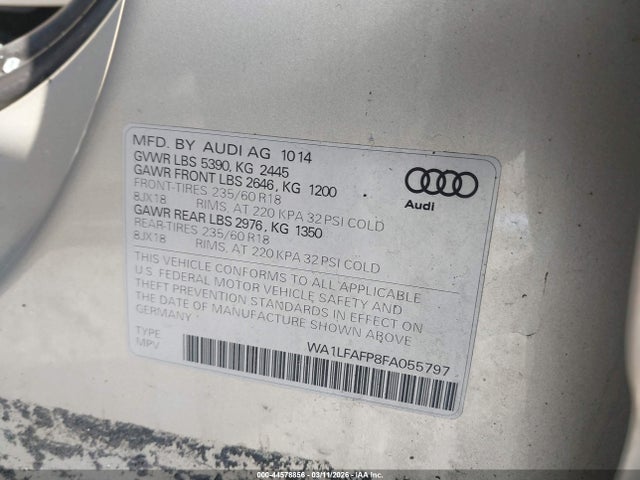 MFD. BY AUDI AG 1014
GVWR LBS 5390, KG 2445
GAWR FRONT LBS 2646, KG 1200
FRONT-TIRES 235/60 R18
8JX18 RIMS, AT 220 KPA 32 PSI COLD
GAWR REAR LBS 2976, KG 1350
REAR-TIRES 235/60 R18
8JX18 RIMS, AT 220 KPA 32 PSI COLD
Audi
THIS VEHICLE CONFORMS TO ALL APPLICABLE
U.S. FEDERAL MOTOR VEHICLE SAFETY AND
THEFT PREVENTION STANDARDS IN EFFECT ON
THE DATE OF MANUFACTURE SHOWN ABOVE.
GERMANY
TYPE
MPV
WA1LFAFP8FA055797
000-44578856 - 03/11/2026 - IAAI, Inc.